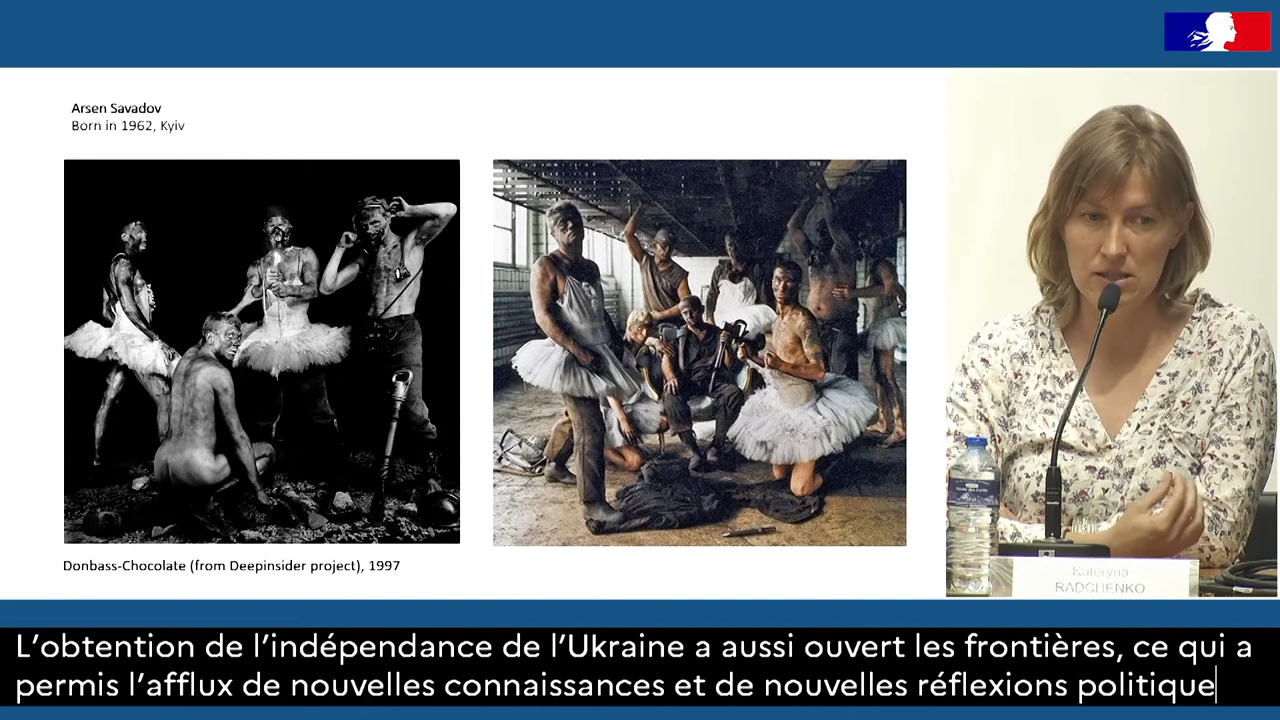 Arsen Savadov
Born in 1962, Kyiv
Donbass-Chocolate (from Deepinsider project), 1997
Kateryna
RADCHENKO
L’obtention de l’indépendance de l’Ukraine a aussi ouvert les frontières, ce qui a
permis l’afflux de nouvelles connaissances et de nouvelles réflexions politique